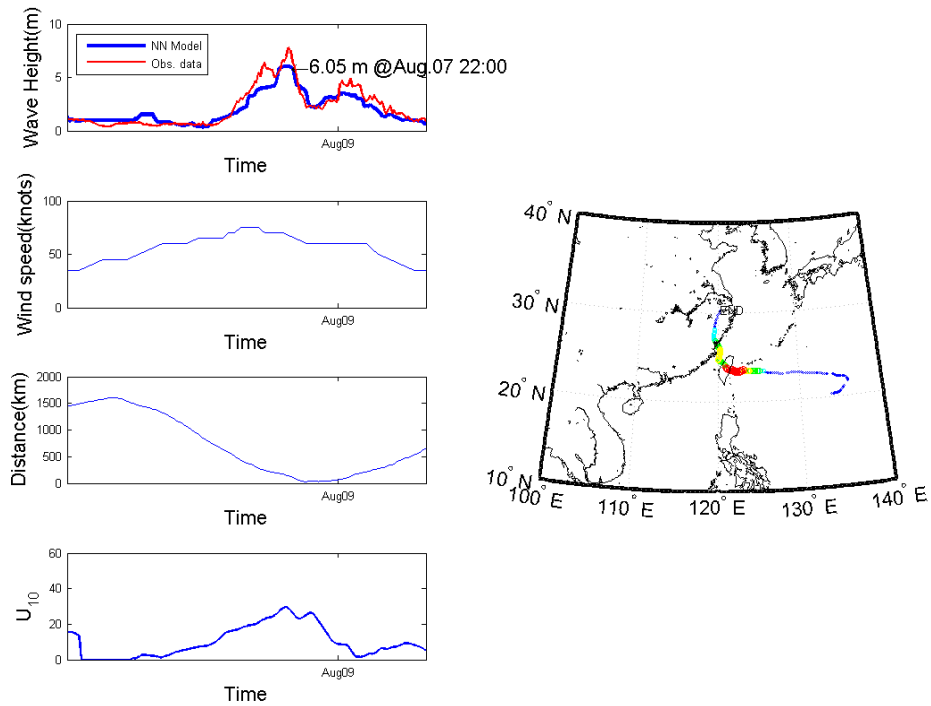 Wave Height(m)
10
5
0
NN Model
Obs. data
6.05 m @Aug.07 22:00
Aug09
Time
Wind speed(knots)
100
50
0
Aug09
Time
Distance(km)
2000
1500
1000
500
0
Aug09
Time
U10
60
40
20
0
Aug09
Time
40° N
30° N
20° N
10° N
100° E
110° E
120° E
130° E
140° E
END